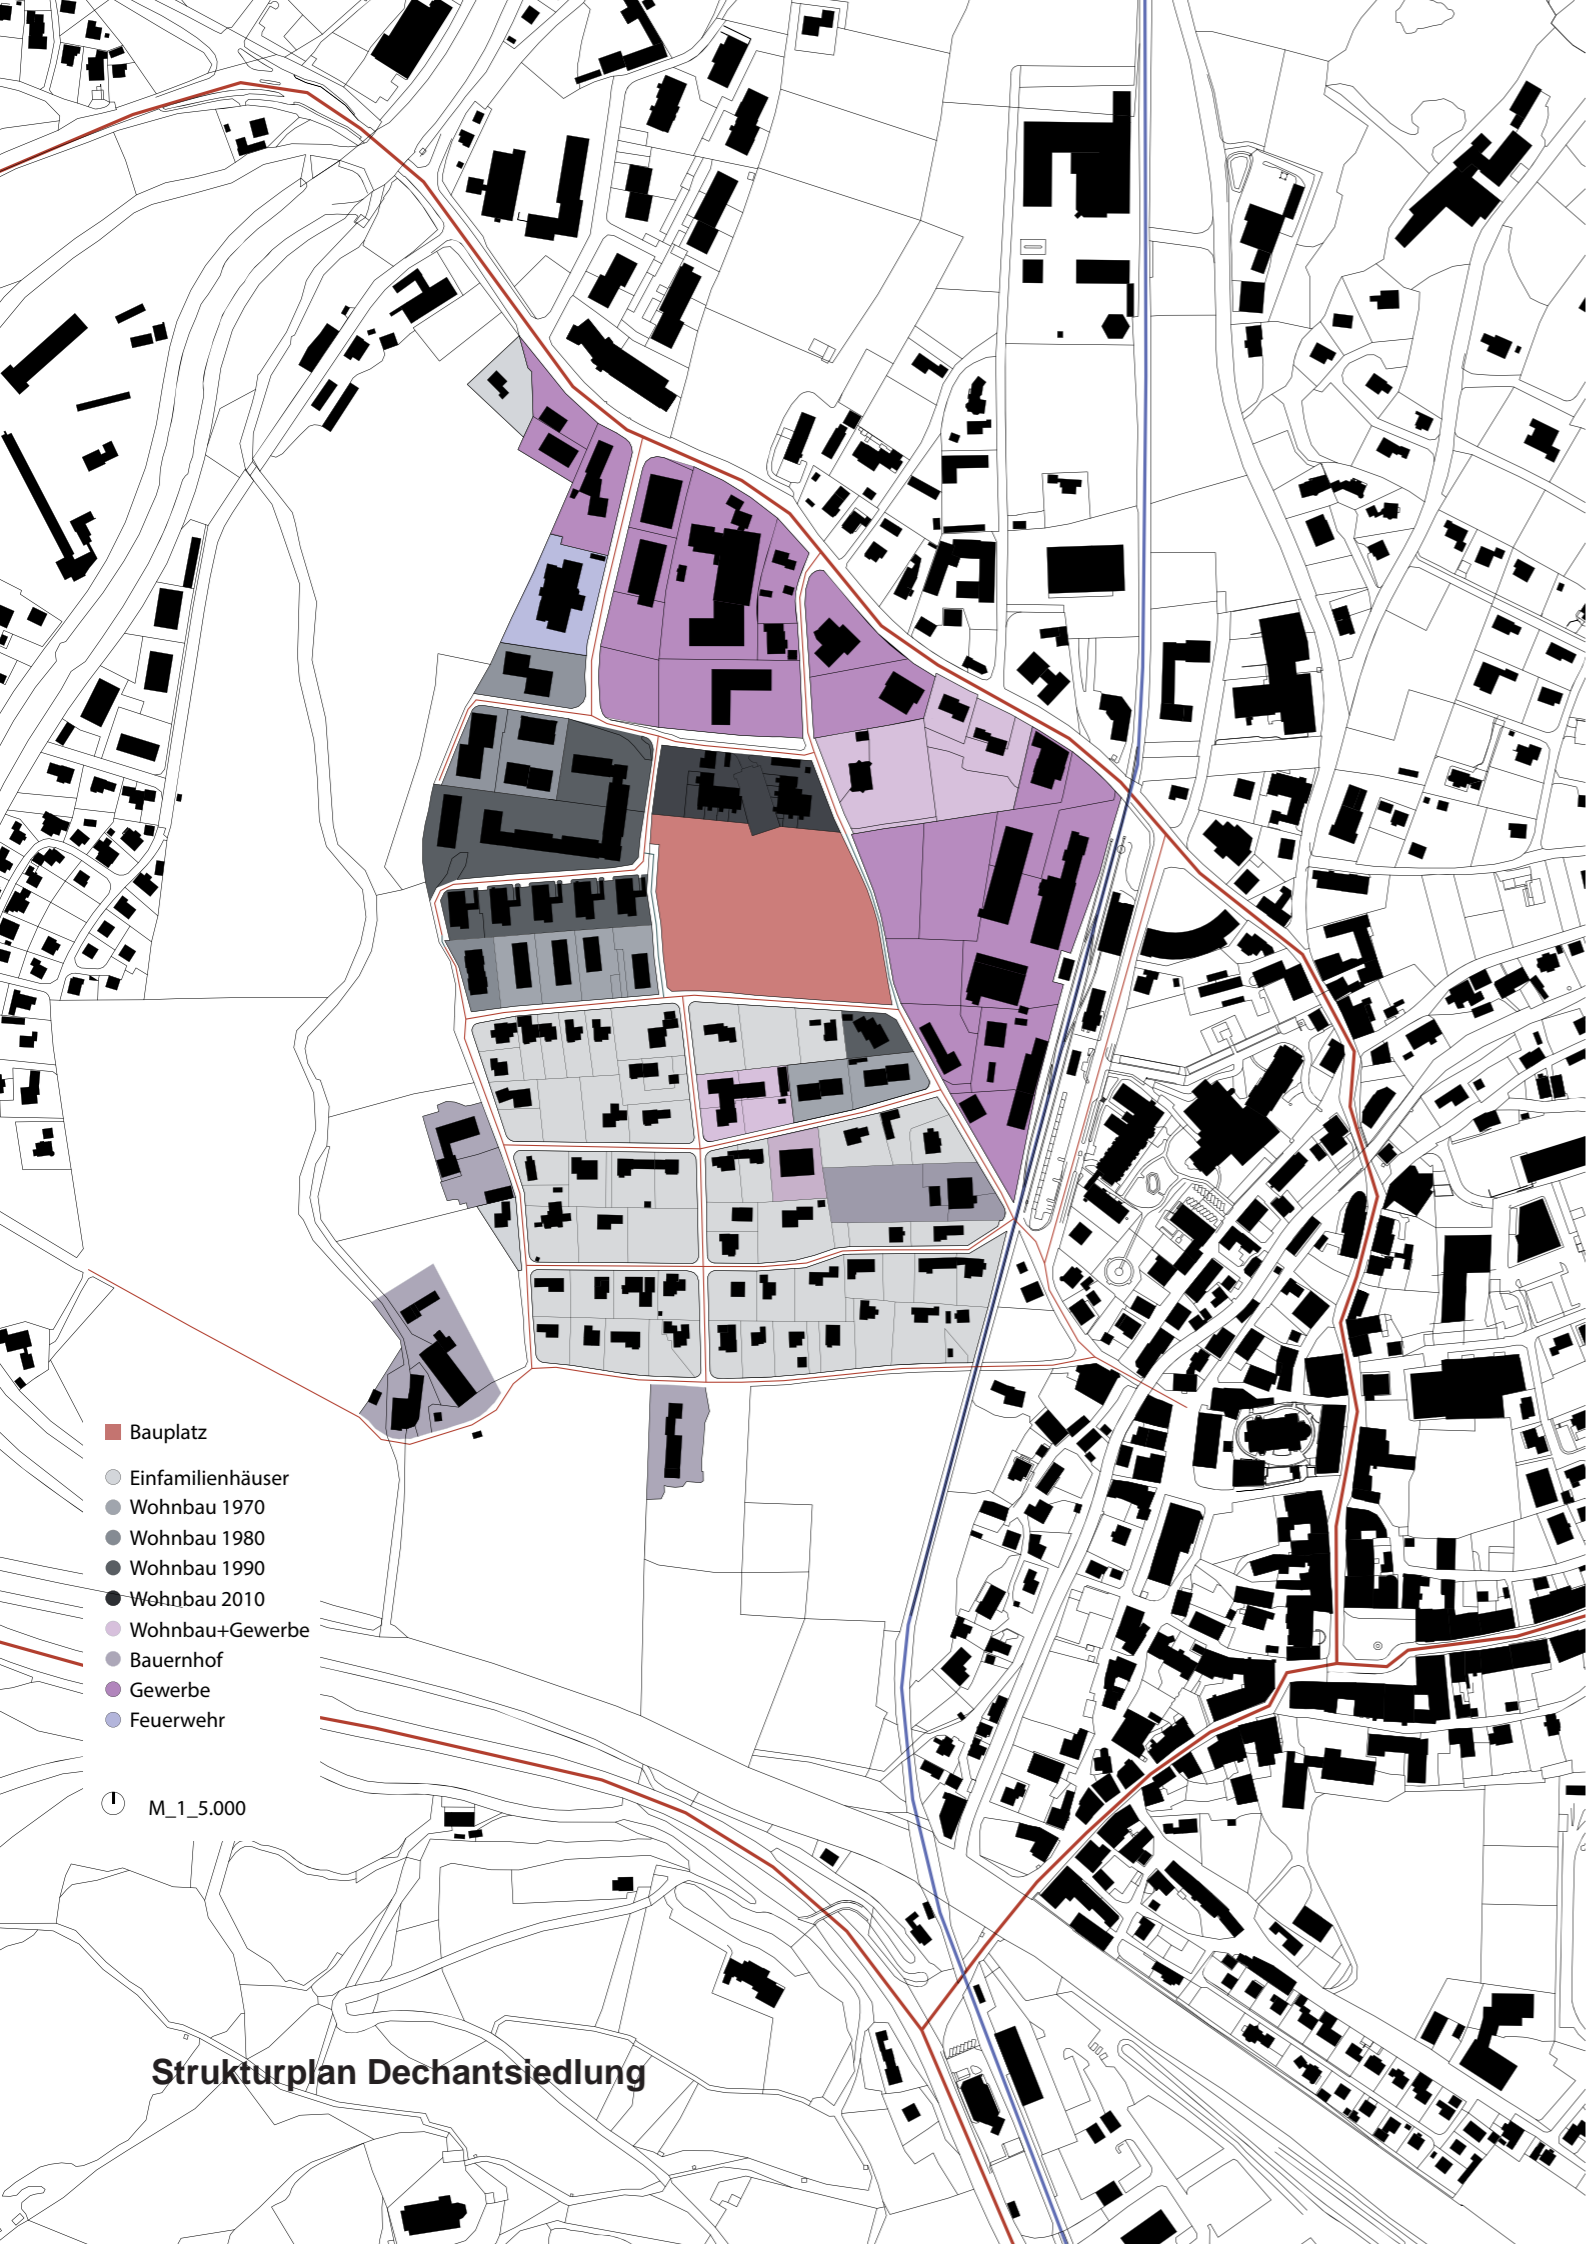 Bauplatz
Einfamilienhäuser
Wohnbau 1970
Wohnbau 1980
Wohnbau 1990
Wohnbau 2010
Wohnbau+Gewerbe
Bauernhof
Gewerbe
Feuerwehr
M_1_5.000
Strukturplan Dechantsiedlung